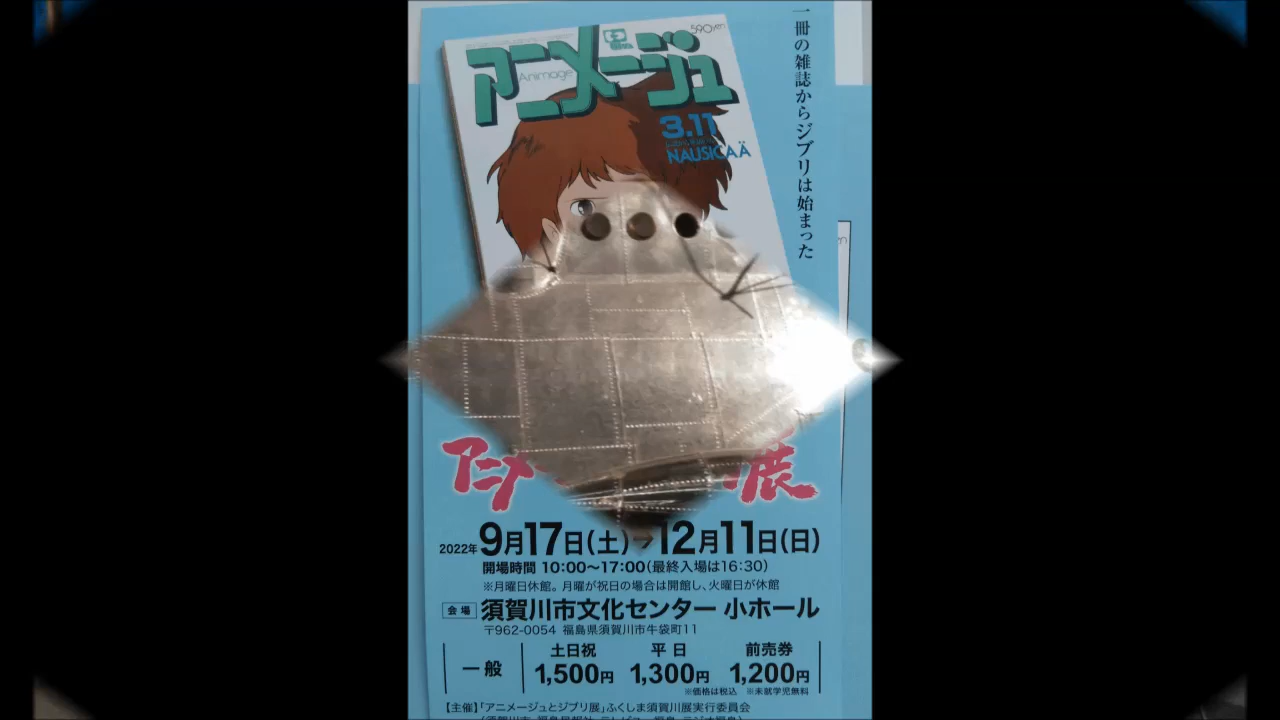 一冊の雑誌からジブリは始まった
590yen
アニメージュ
Animage
3.11
NAUSICAÄ
アニメ
展
2022年9月17日(土)→12月11日(日)
開場時間 10:00〜17:00(最終入場は16:30)
※月曜日休館。月曜が祝日の場合は開館し、火曜日が休館
会場 須賀川市文化センター 小ホール
〒962-0054 福島県須賀川市牛袋町11
土日祝 平日 前売券
一般 1,500円 1,300円 1,200円
※価格は税込 ※未就学児無料
【主催】「アニメージュとジブリ展」ふくしま須賀川展実行委員会